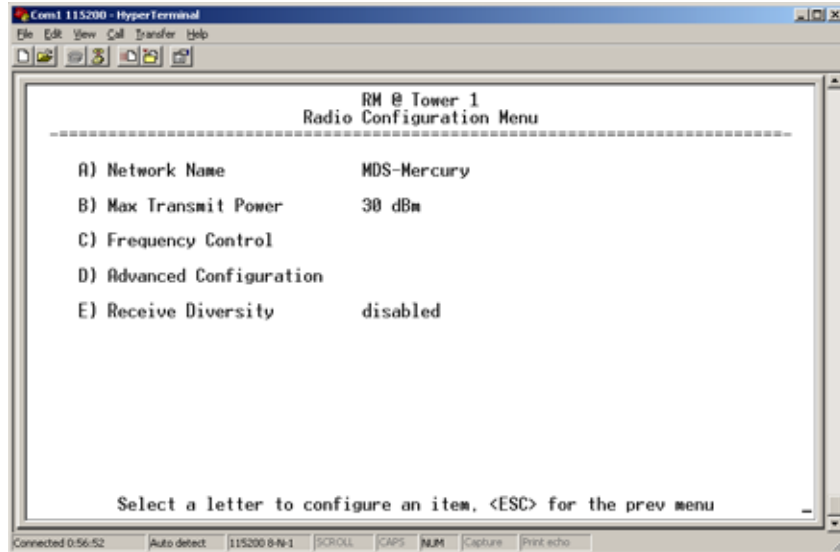 Com1 115200 - HyperTerminal
File Edit View Call Transfer Help
RM @ Tower 1
Radio Configuration Menu
A) Network Name MDS-Mercury
B) Max Transmit Power 30 dBm
C) Frequency Control
D) Advanced Configuration
E) Receive Diversity disabled
Select a letter to configure an item, <ESC> for the prev menu
Connected 0:56:52 Auto detect 115200 8-N-1 SCROLL CAPS NUM Capture Print echo